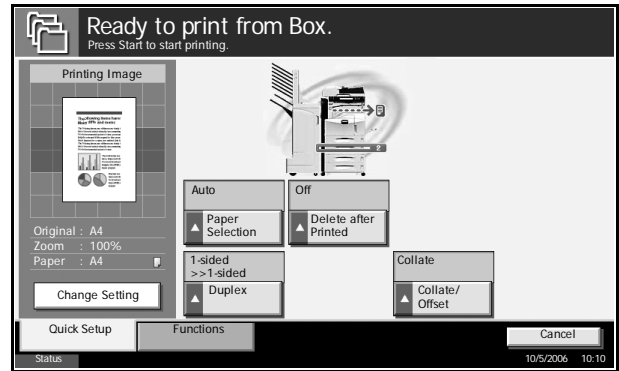 Ready to print from Box.
Press Start to start printing.
Printing Image
Original : A4
Zoom : 100%
Paper : A4
Change Setting
2
Auto
Paper
Selection
Off
Delete after
Printed
1-sided
>>1-sided
Duplex
Collate
Collate/
Offset
Quick Setup
Functions
Cancel
Status
10/5/2006 10:10